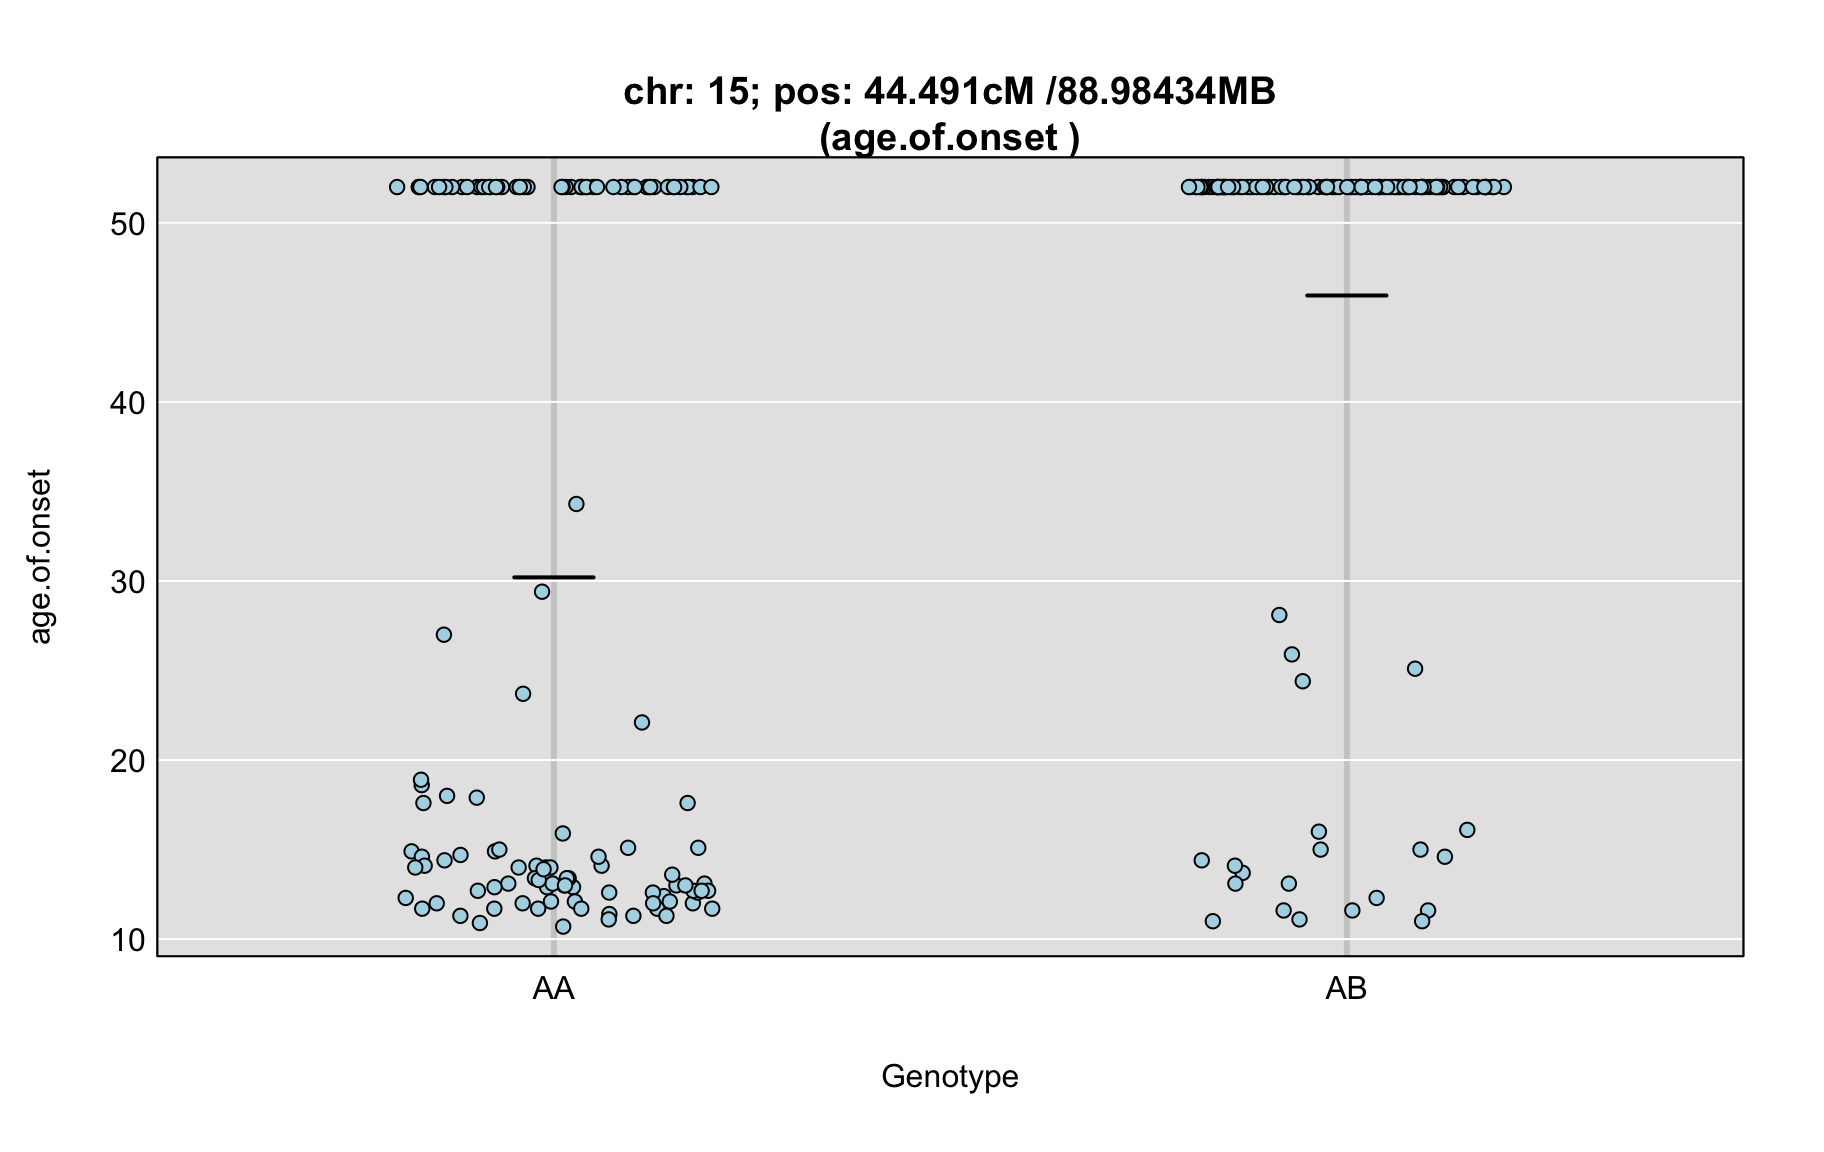 chr: 15; pos: 44.491cM /88.98434MB
(age.of.onset )
50
40
30
20
10
age.of.onset
AA
AB
Genotype